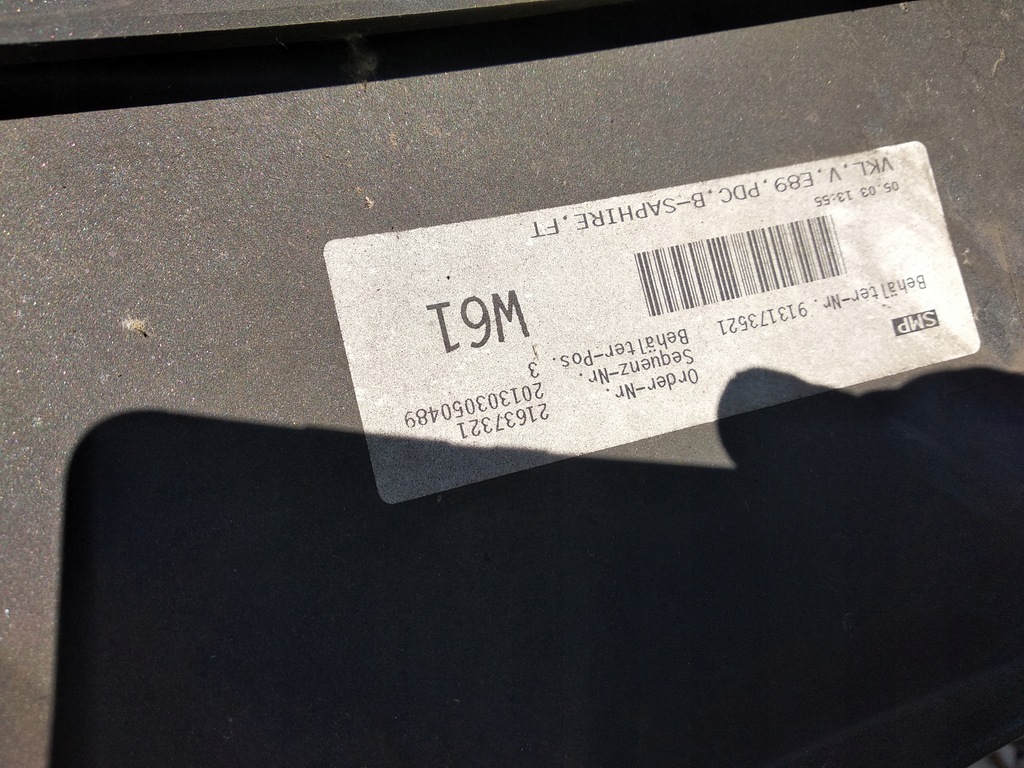 SMP
Order-Nr. 21637321
Sequenz-Nr. 201303050489
Behälter-Pos. 3
Behälter-Nr. 913173521
W61
05.03 13:55
VKL.V.E89,PDC,B-SAPHIRE,FT